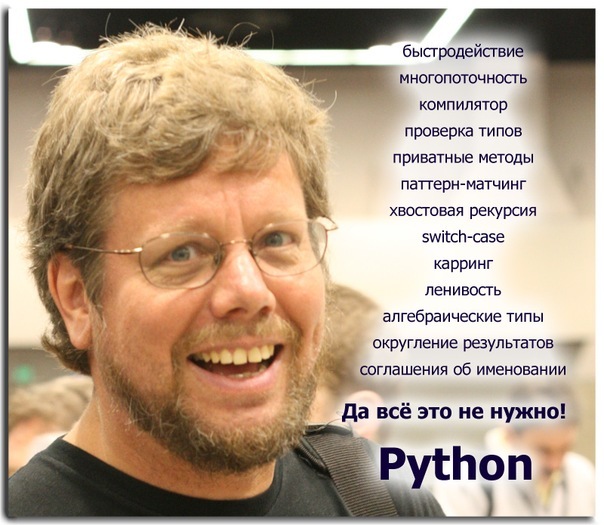 быстродействие
многопоточность
компилятор
проверка типов
приватные методы
паттерн-матчинг
хвостовая рекурсия
switch-case
карринг
ленивость
алгебраические типы
округление результатов
соглашения об именовании
Да всё это не нужно!
Python